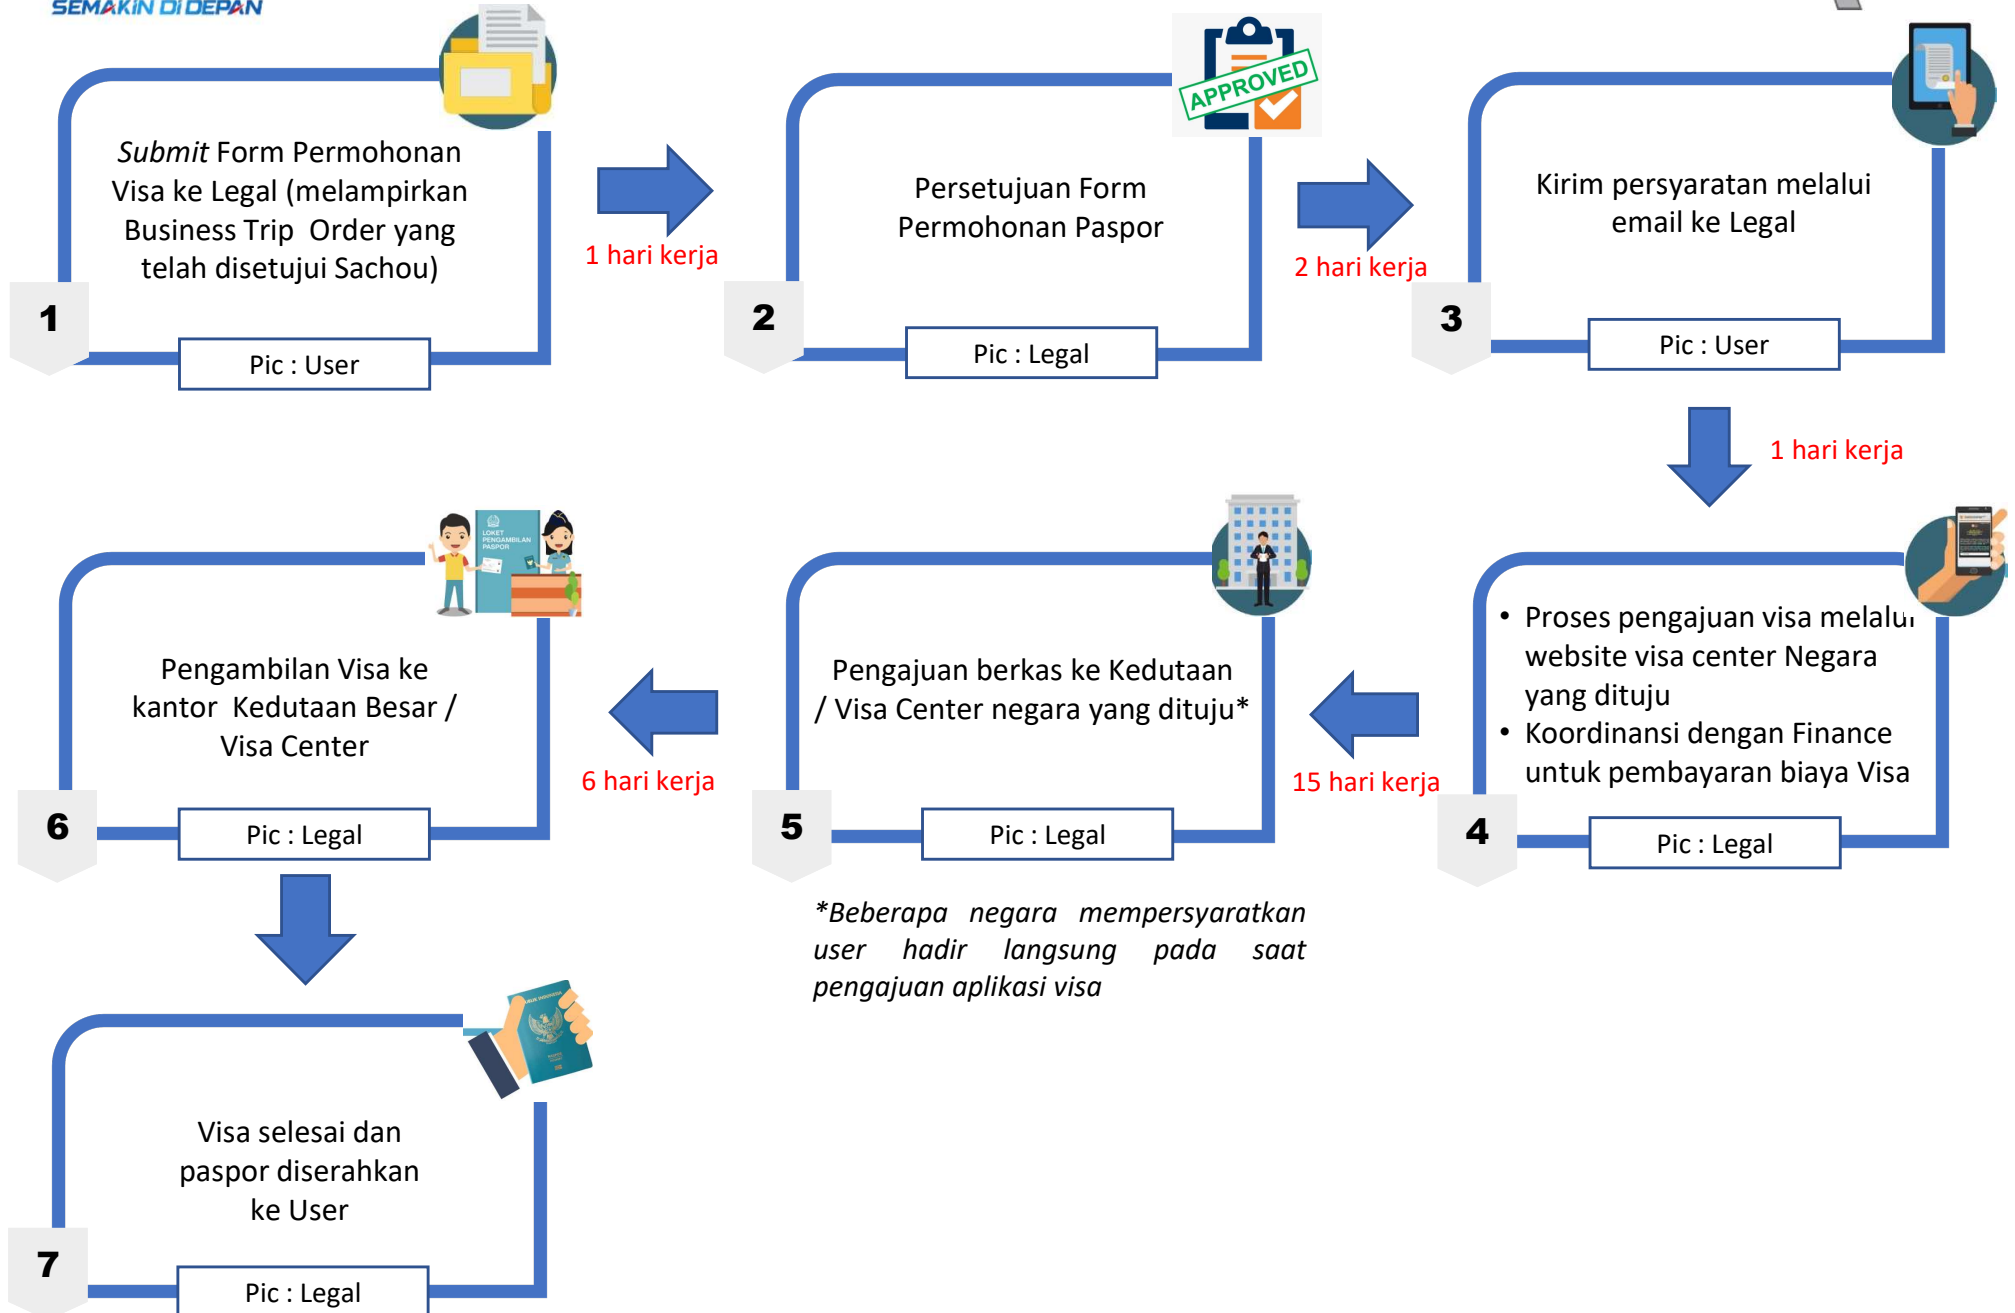 SEMAKIN DI DEPAN
APPROVED
Submit Form Permohonan
Visa ke Legal (melampirkan
Business Trip Order yang
telah disetujui Sachou)
1
Pic : User
1 hari kerja
Persetujuan Form
Permohonan Paspor
2
Pic : Legal
2 hari kerja
Kirim persyaratan melalui
email ke Legal
3
Pic : User
1 hari kerja
• Proses pengajuan visa melalui
website visa center Negara
yang dituju
• Koordinansi dengan Finance
untuk pembayaran biaya Visa
4
Pic : Legal
15 hari kerja
Pengajuan berkas ke Kedutaan
/ Visa Center negara yang dituju*
5
Pic : Legal
*Beberapa negara mempersyaratkan
user hadir langsung pada saat
pengajuan aplikasi visa
6 hari kerja
LOKET
PENGAMBILAN
PASPOR
Pengambilan Visa ke
kantor Kedutaan Besar /
Visa Center
6
Pic : Legal
Visa selesai dan
paspor diserahkan
ke User
7
Pic : Legal